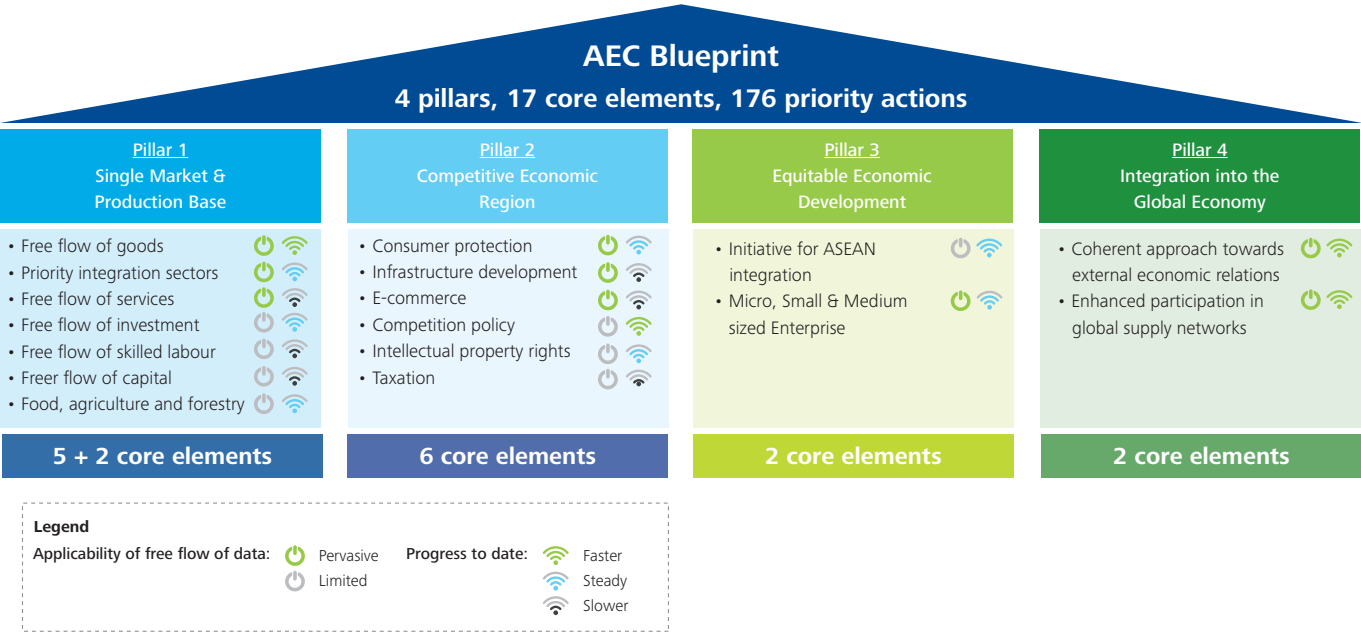 AEC Blueprint
4 pillars, 17 core elements, 176 priority actions
Pillar 1
Single Market &
Production Base
• Free flow of goods
• Priority integration sectors
• Free flow of services
• Free flow of investment
• Free flow of skilled labour
• Freer flow of capital
• Food, agriculture and forestry
5 + 2 core elements
Pillar 2
Competitive Economic
Region
• Consumer protection
• Infrastructure development
• E-commerce
• Competition policy
• Intellectual property rights
• Taxation
6 core elements
Pillar 3
Equitable Economic
Development
• Initiative for ASEAN
integration
• Micro, Small & Medium
sized Enterprise
2 core elements
Pillar 4
Integration into the
Global Economy
• Coherent approach towards
external economic relations
• Enhanced participation in
global supply networks
2 core elements
Legend
Applicability of free flow of data:
Pervasive
Limited
Progress to date:
Faster
Steady
Slower